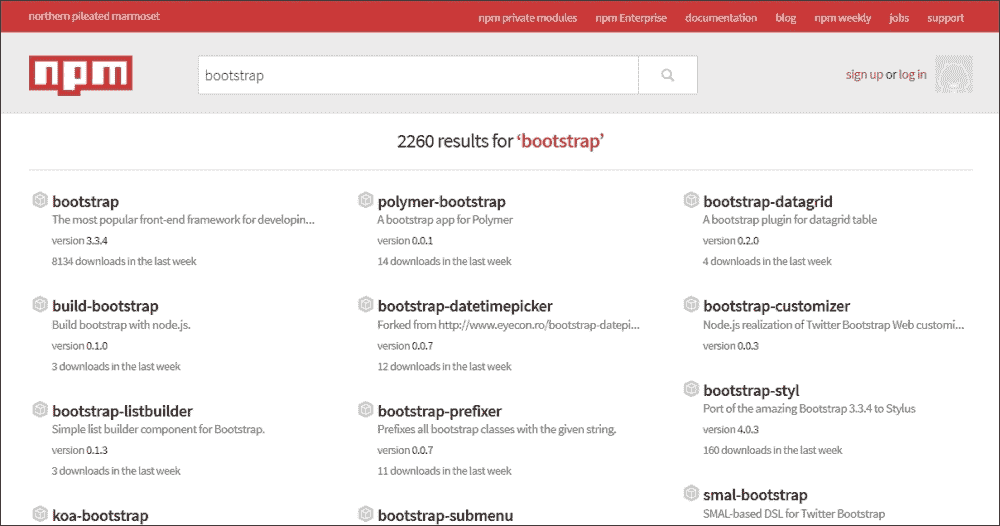 northern pileated marmoset
npm private modules npm Enterprise documentation blog npm weekly jobs support
npm
bootstrap
sign up or log in
2260 results for ‘bootstrap’
bootstrap
The most popular front-end framework for developin...
version 3.3.4
8134 downloads in the last week
polymer-bootstrap
A bootstrap app for Polymer
version 0.0.1
14 downloads in the last week
bootstrap-datagrid
A bootstrap plugin for datagrid table
version 0.2.0
4 downloads in the last week
build-bootstrap
Build bootstrap with node.js.
version 0.1.0
3 downloads in the last week
bootstrap-datetimepicker
Forked from http://www.eyecon.ro/bootstrap-datepi...
version 0.0.7
12 downloads in the last week
bootstrap-customizer
Node.js realization of Twitter Bootstrap Web customi...
version 0.0.3
bootstrap-listbuilder
Simple list builder component for Bootstrap.
version 0.1.3
3 downloads in the last week
bootstrap-prefixer
Prefixes all bootstrap classes with the given string.
version 0.0.7
11 downloads in the last week
bootstrap-styl
Port of the amazing Bootstrap 3.3.4 to Stylus
version 4.0.3
160 downloads in the last week
koa-bootstrap
bootstrap-submenu
smal-bootstrap
SMAL-based DSL for Twitter Bootstrap